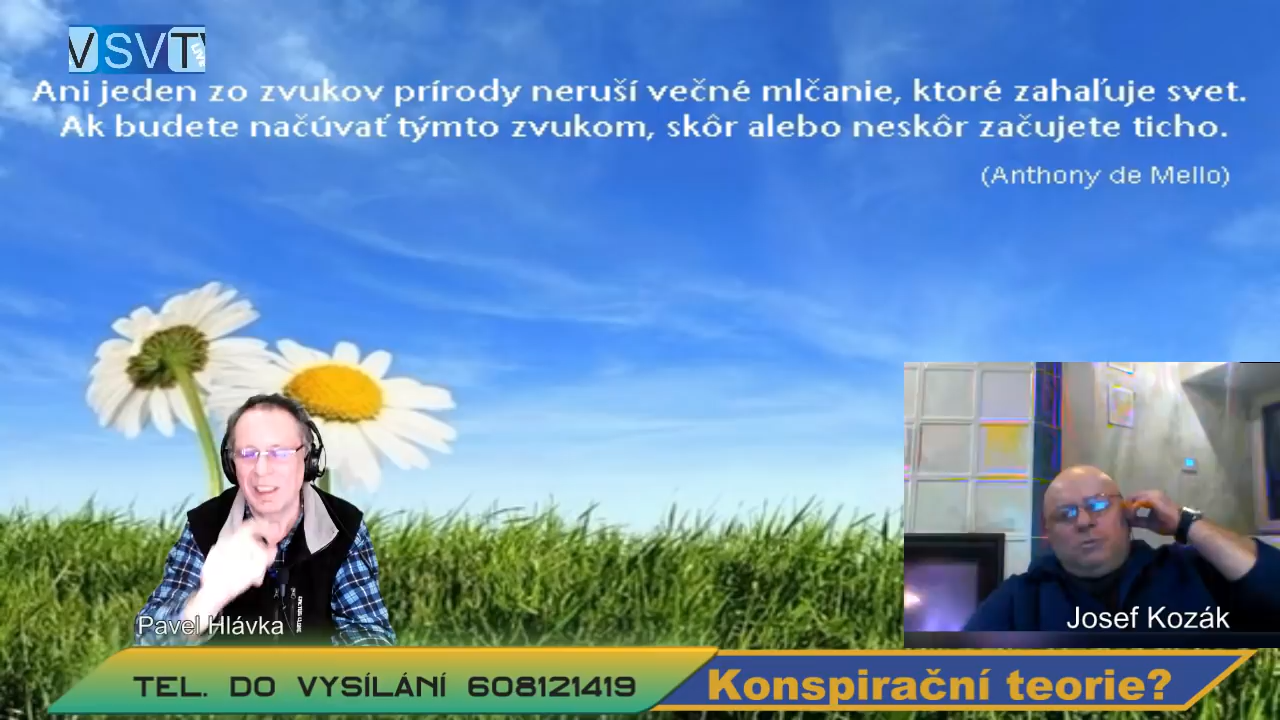 VSVTV
LIVE
Ani jeden zo zvukov prírody neruší večné mlčanie, ktoré zahaľuje svet.
Ak budete načúvať týmto zvukom, skôr alebo neskôr začujete ticho.
(Anthony de Mello)
Pavel Hlávka
Josef Kozák
TEL. DO VYSÍLÁNÍ 608121419
Konspirační teorie?